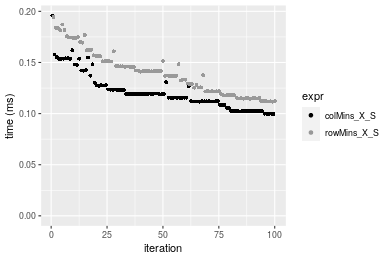 0.20
0.15
0.10
0.05
0.00
time (ms)
0
25
50
75
100
iteration
expr
colMins_X_S
rowMins_X_S